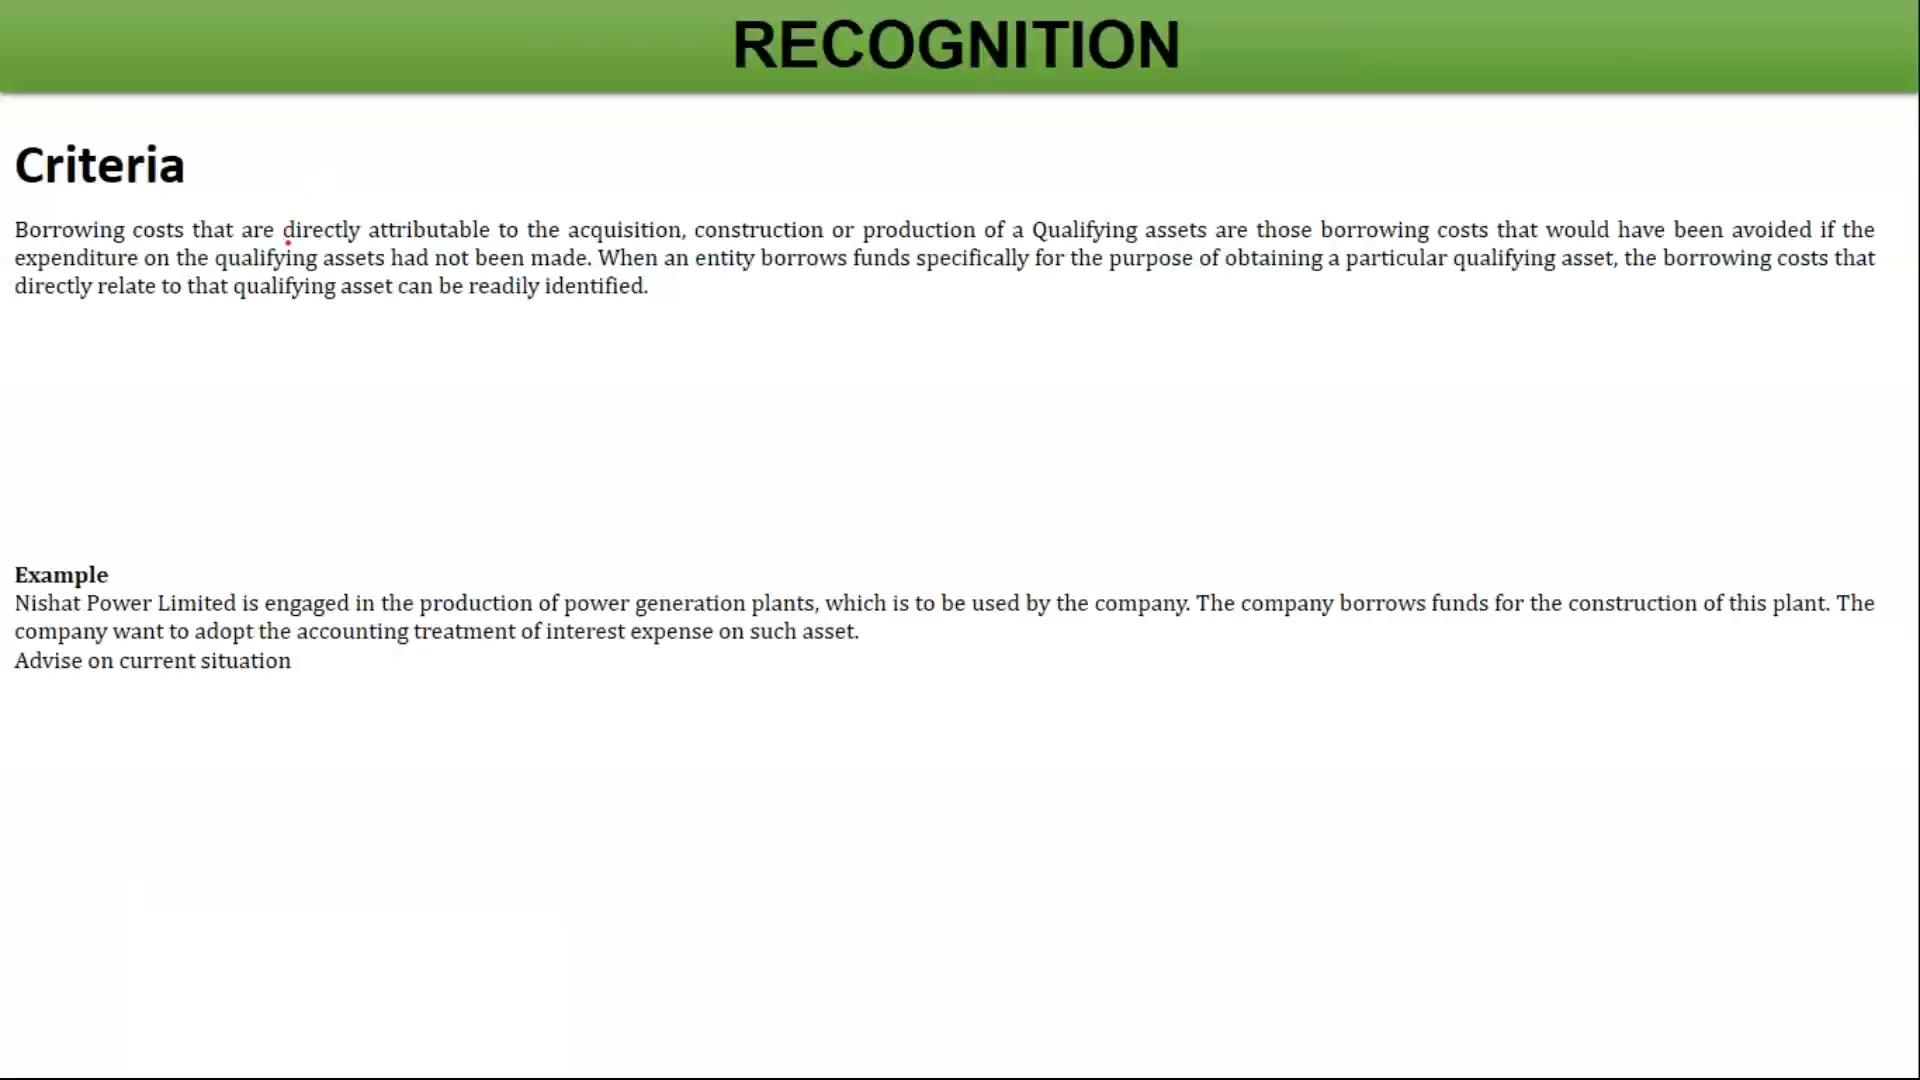 RECOGNITION
Criteria
Borrowing costs that are directly attributable to the acquisition, construction or production of a Qualifying assets are those borrowing costs that would have been avoided if the
expenditure on the qualifying assets had not been made. When an entity borrows funds specifically for the purpose of obtaining a particular qualifying asset, the borrowing costs that
directly relate to that qualifying asset can be readily identified.
Example
Nishat Power Limited is engaged in the production of power generation plants, which is to be used by the company. The company borrows funds for the construction of this plant. The
company want to adopt the accounting treatment of interest expense on such asset.
Advise on current situation